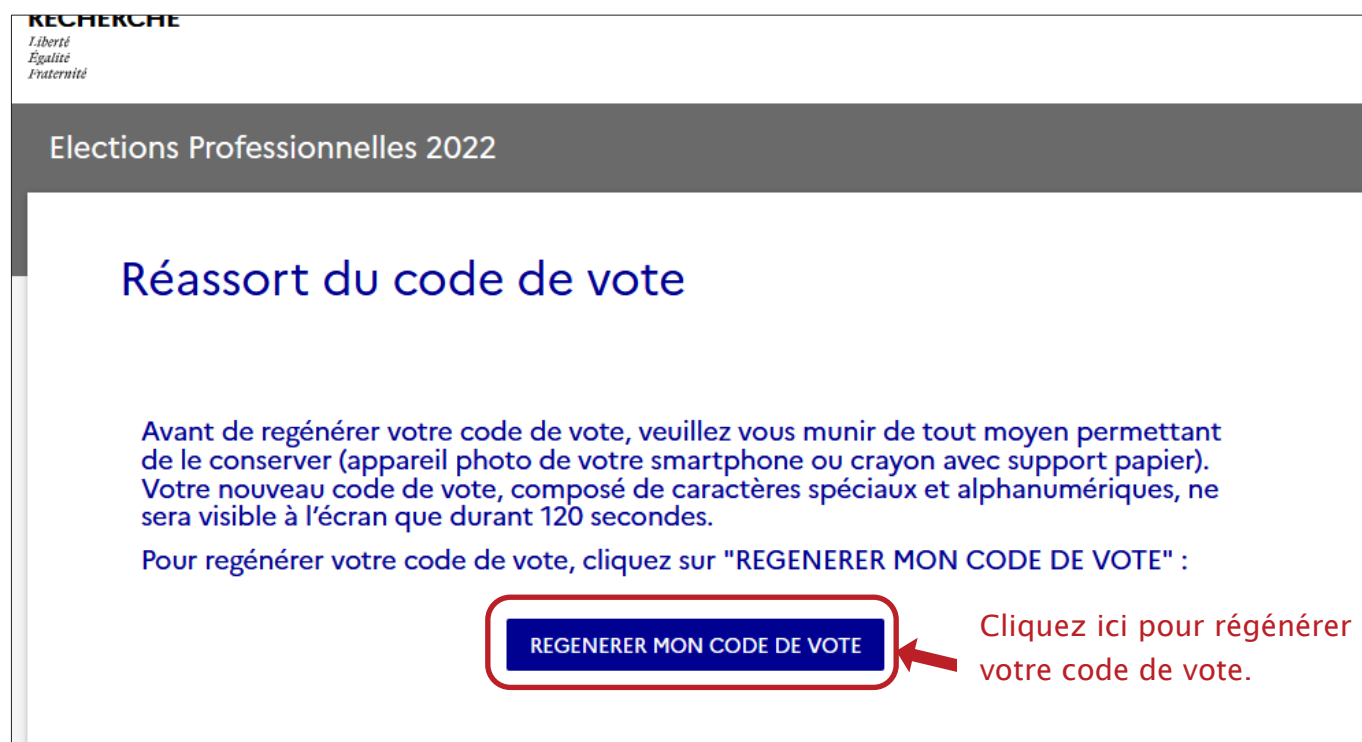 RECHERCHE
Liberté
Égalité
Fraternité
Elections Professionnelles 2022
Réassort du code de vote
Avant de regénérer votre code de vote, veuillez vous munir de tout moyen permettant
de le conserver (appareil photo de votre smartphone ou crayon avec support papier).
Votre nouveau code de vote, composé de caractères spéciaux et alphanumériques, ne
sera visible à l’écran que durant 120 secondes.
Pour regénérer votre code de vote, cliquez sur "REGENERER MON CODE DE VOTE" :
REGENERER MON CODE DE VOTE
Cliquez ici pour régénérer
votre code de vote.